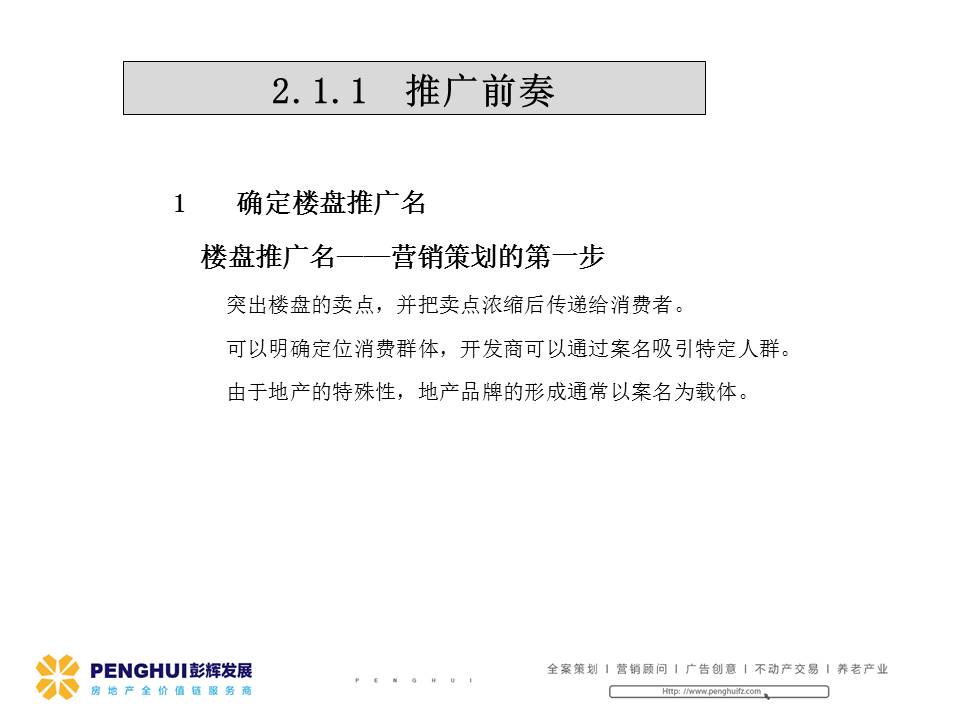 2.1.1 推广前奏
1 确定楼盘推广名
楼盘推广名——营销策划的第一步
突出楼盘的卖点，并把卖点浓缩后传递给消费者。
可以明确定位消费群体，开发商可以通过案名吸引特定人群。
由于地产的特殊性，地产品牌的形成通常以案名为载体。
PENGHUI彭辉发展
房地产全价值链服务商
PENGHUI
全案策划 I 营销顾问 I 广告创意 I 不动产交易 I 养老产业
Http: //www.penghuifz.com